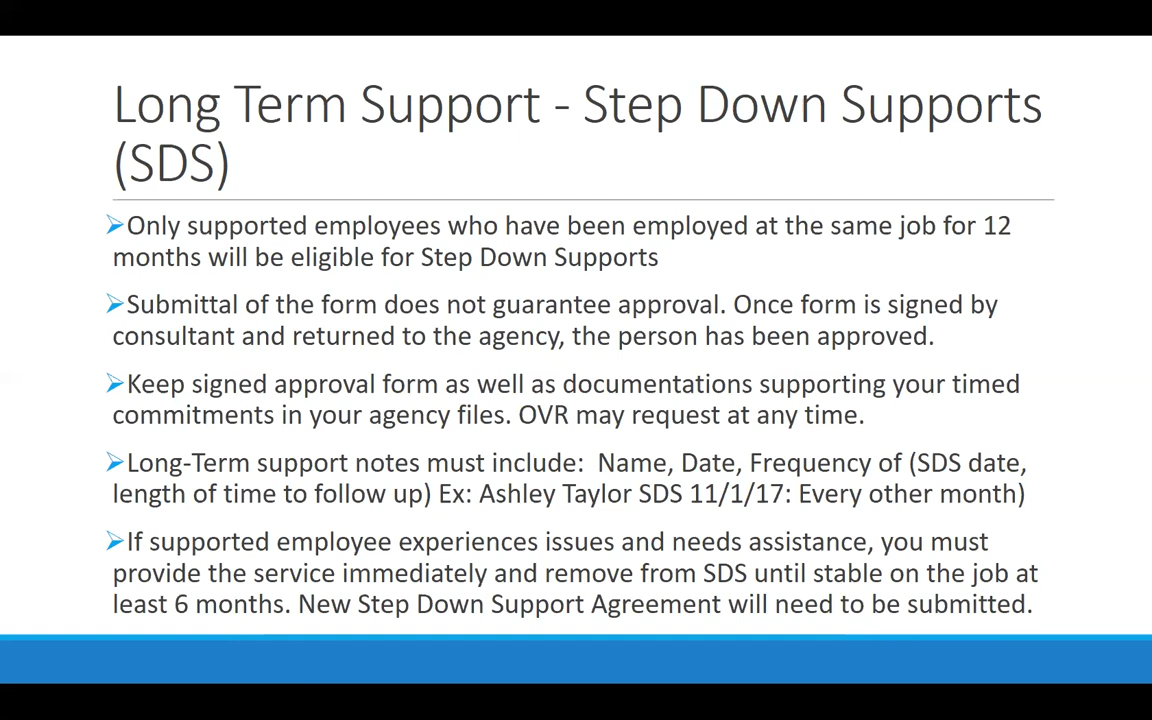 Long Term Support - Step Down Supports
(SDS)
➢Only supported employees who have been employed at the same job for 12
months will be eligible for Step Down Supports
➢Submittal of the form does not guarantee approval. Once form is signed by
consultant and returned to the agency, the person has been approved.
➢Keep signed approval form as well as documentations supporting your timed
commitments in your agency files. OVR may request at any time.
➢Long-Term support notes must include:  Name, Date, Frequency of (SDS date,
length of time to follow up) Ex: Ashley Taylor SDS 11/1/17: Every other month)
➢If supported employee experiences issues and needs assistance, you must
provide the service immediately and remove from SDS until stable on the job at
least 6 months. New Step Down Support Agreement will need to be submitted.